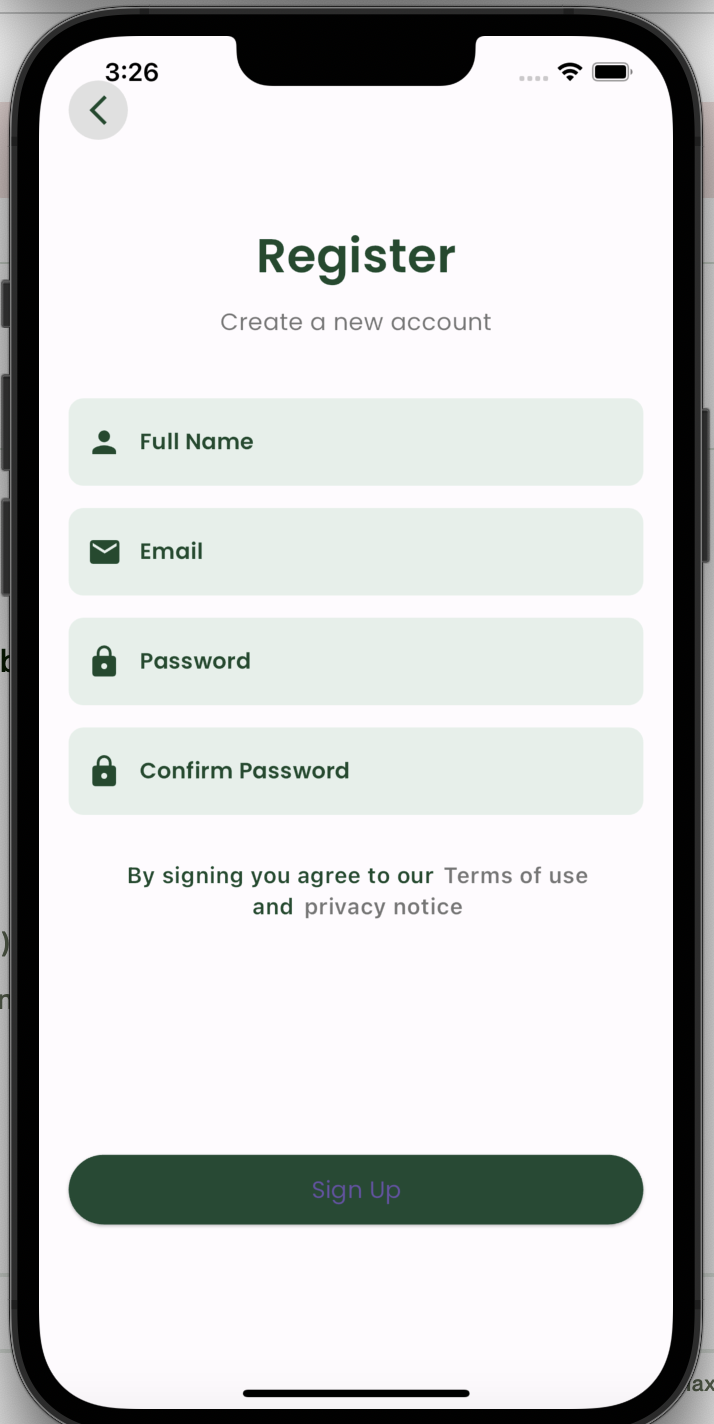 3:26
Register
Create a new account
Full Name
Email
Password
Confirm Password
By signing you agree to our Terms of use
and privacy notice
Sign Up